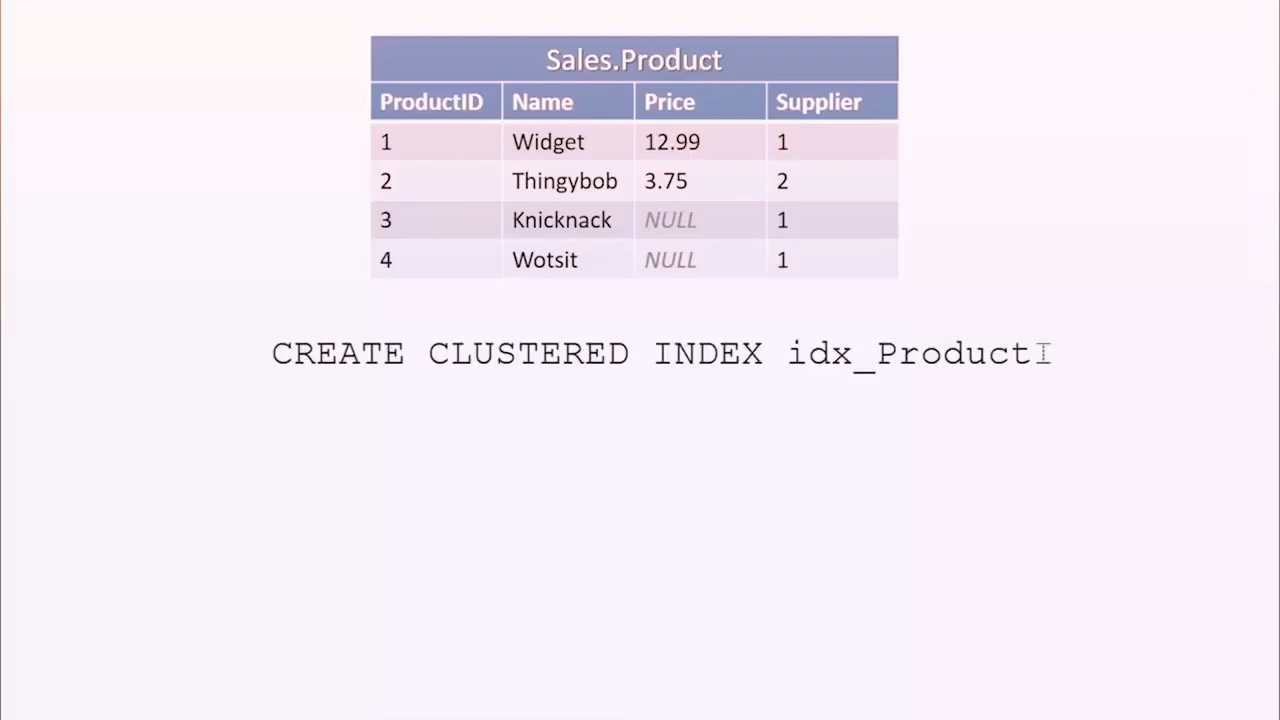 Sales.Product
ProductID Name Price Supplier
1 Widget 12.99 1
2 Thingybob 3.75 2
3 Knicknack NULL 1
4 Wotsit NULL 1
CREATE CLUSTERED INDEX idx_ProductI